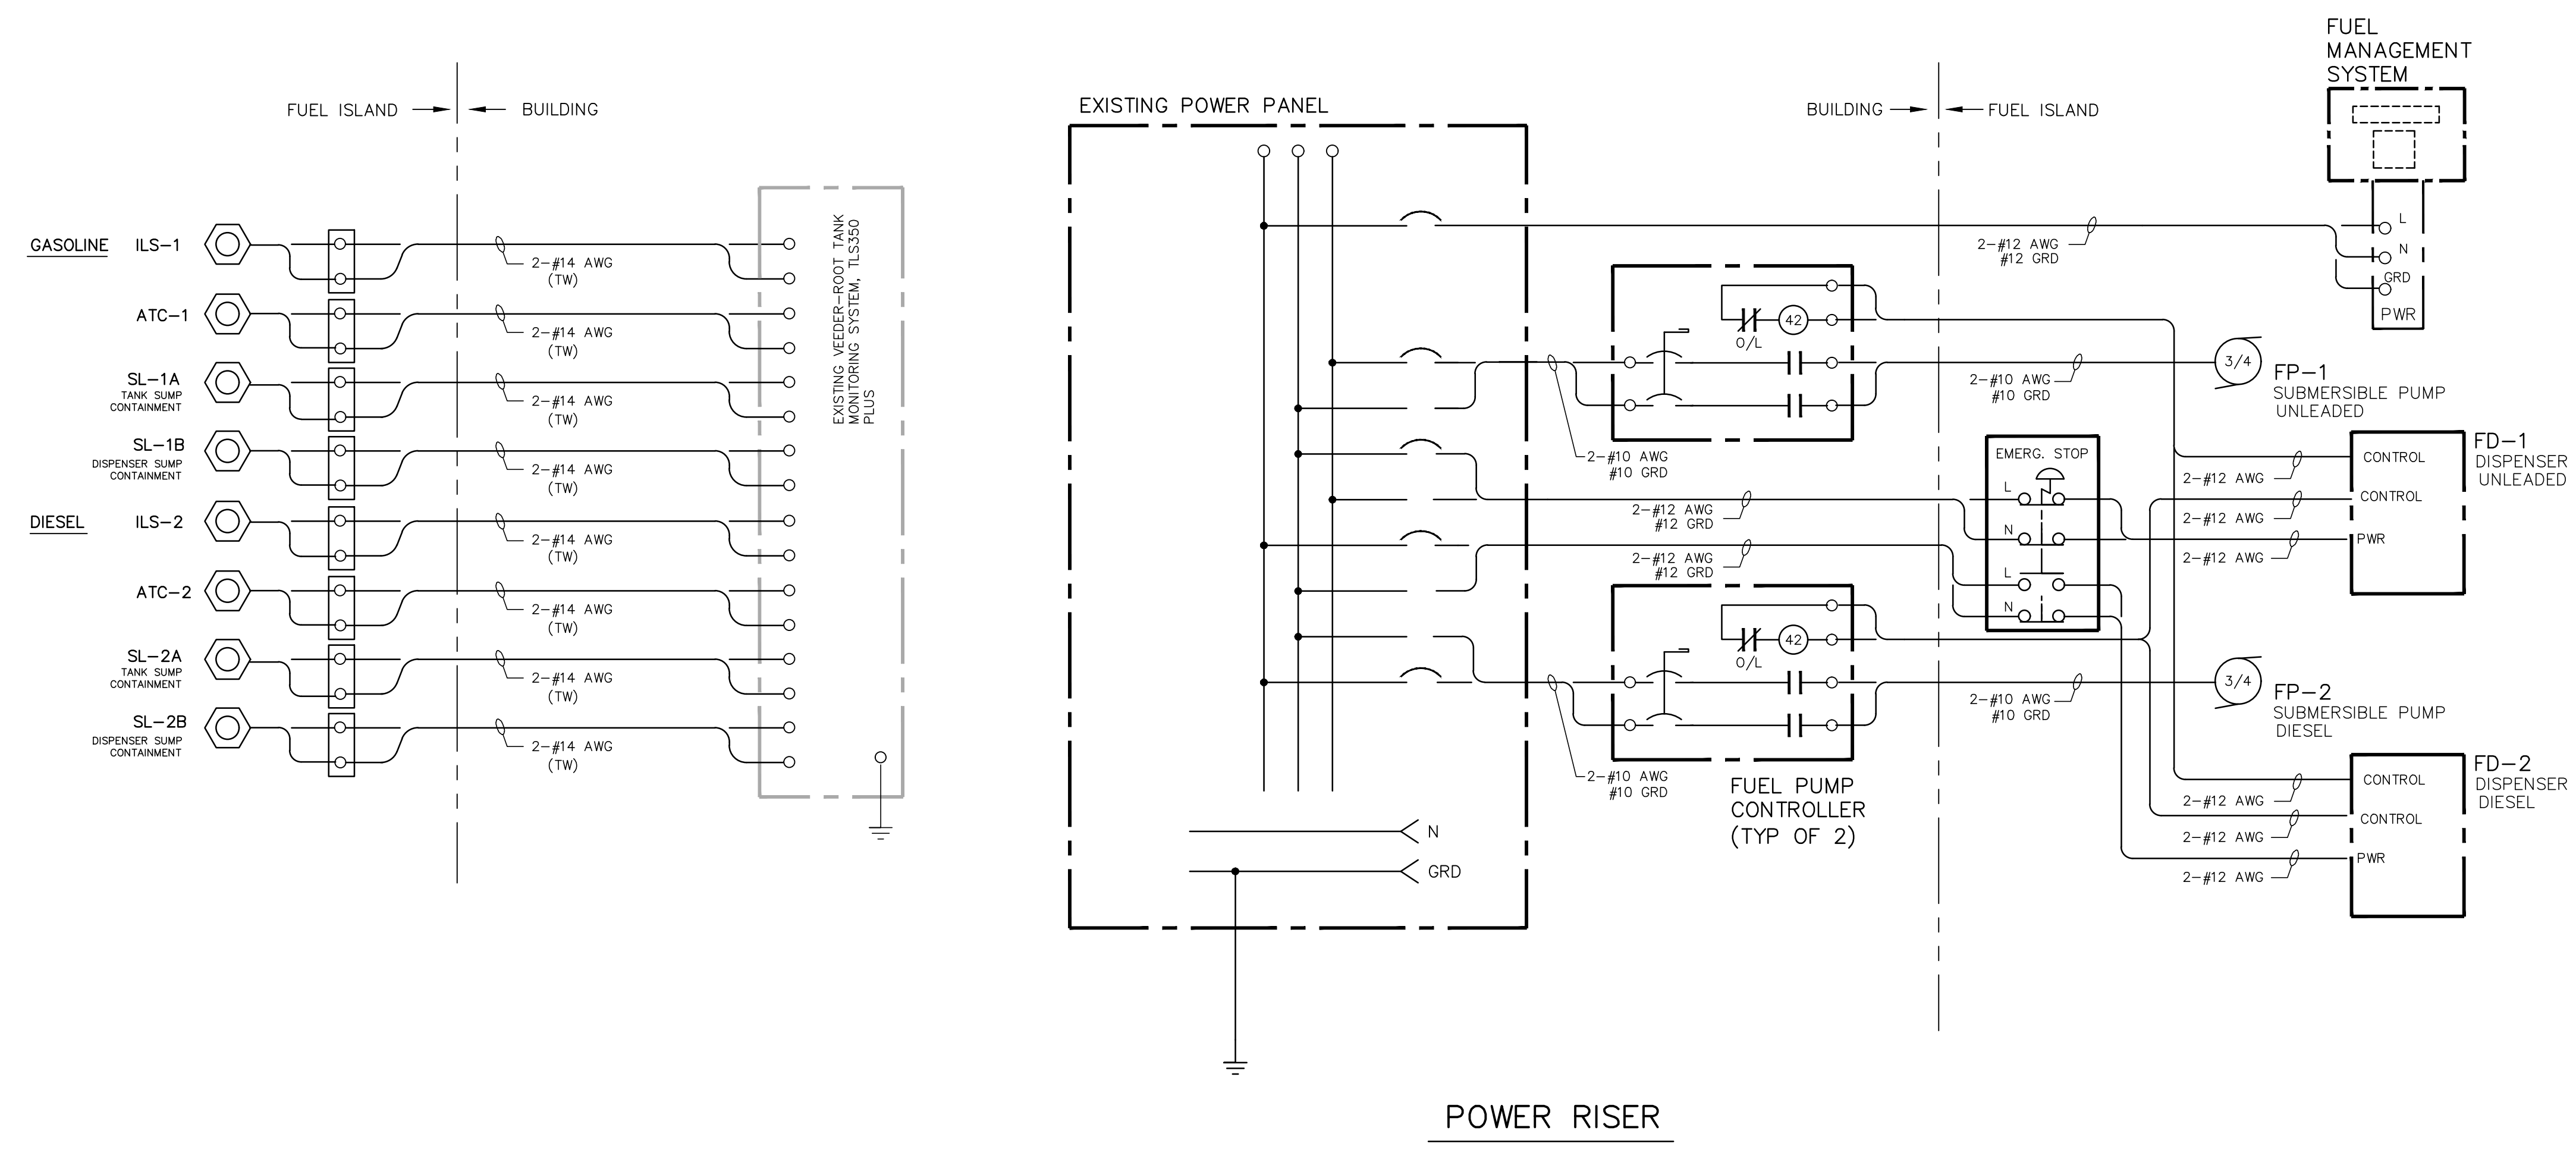 FUEL ISLAND
BUILDING
GASOLINE
ILS-1
2-#14 AWG
(TW)
ATC-1
2-#14 AWG
(TW)
SL-1A
TANK SUMP
CONTAINMENT
2-#14 AWG
(TW)
SL-1B
DISPENSER SUMP
CONTAINMENT
2-#14 AWG
(TW)
DIESEL
ILS-2
2-#14 AWG
(TW)
ATC-2
2-#14 AWG
(TW)
SL-2A
TANK SUMP
CONTAINMENT
2-#14 AWG
(TW)
SL-2B
DISPENSER SUMP
CONTAINMENT
2-#14 AWG
(TW)
EXISTING VEEDER-ROOT TANK
MONITORING SYSTEM, TLS350
PLUS
EXISTING POWER PANEL
N
GRD
BUILDING
FUEL ISLAND
2-#12 AWG
#12 GRD
42
O/L
2-#10 AWG
#10 GRD
2-#10 AWG
#10 GRD
2-#12 AWG
#12 GRD
2-#12 AWG
#12 GRD
42
O/L
2-#10 AWG
#10 GRD
2-#10 AWG
#10 GRD
FUEL PUMP
CONTROLLER
(TYP OF 2)
EMERG. STOP
L
N
L
N
FUEL
MANAGEMENT
SYSTEM
L
N
GRD
PWR
3/4
FP-1
SUBMERSIBLE PUMP
UNLEADED
2-#12 AWG
2-#12 AWG
2-#12 AWG
CONTROL
CONTROL
PWR
FD-1
DISPENSER
UNLEADED
3/4
FP-2
SUBMERSIBLE PUMP
DIESEL
2-#12 AWG
2-#12 AWG
2-#12 AWG
CONTROL
CONTROL
PWR
FD-2
DISPENSER
DIESEL
POWER RISER